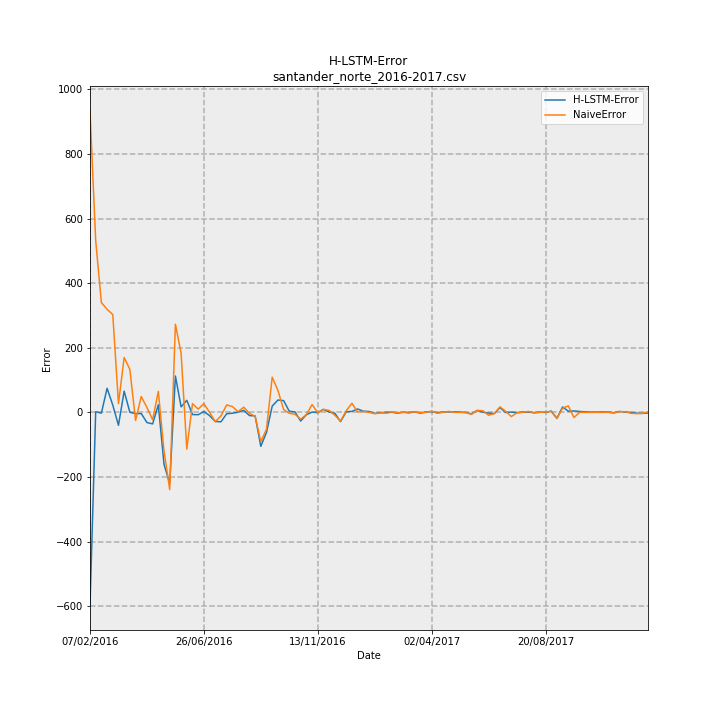 H-LSTM-Error
santander_norte_2016-2017.csv
H-LSTM-Error
NaiveError
1000
800
600
400
200
0
−200
−400
−600
Error
07/02/2016
26/06/2016
13/11/2016
02/04/2017
20/08/2017
Date